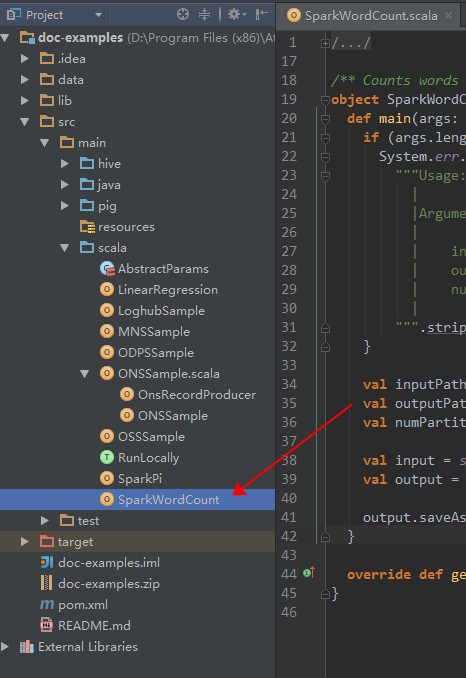 Project
doc-examples (D:\Program Files (x86)\A
.idea
data
lib
src
main
hive
java
pig
resources
scala
AbstractParams
LinearRegression
LoghubSample
MNSSample
ODPSSample
ONSSample.scala
OnsRecordProducer
ONSSample
OSSSample
RunLocally
SparkPi
SparkWordCount
test
target
doc-examples.iml
doc-examples.zip
pom.xml
README.md
External Libraries
SparkWordCount.scala
1 /.../
17
18 /** Counts words
19 object SparkWordC
20 def main(args:
21 if (args.leng
22 System.err.
23 """Usage:
24 |
25 |Argume
26 |
27 | in
28 | ou
29 | nu
30 |
31 """.strip
32 }
33
34 val inputPath
35 val outputPat
36 val numPartit
37
38 val input = s
39 val output =
40
41 output.saveAs
42 }
43
44 override def ge
45 }
46